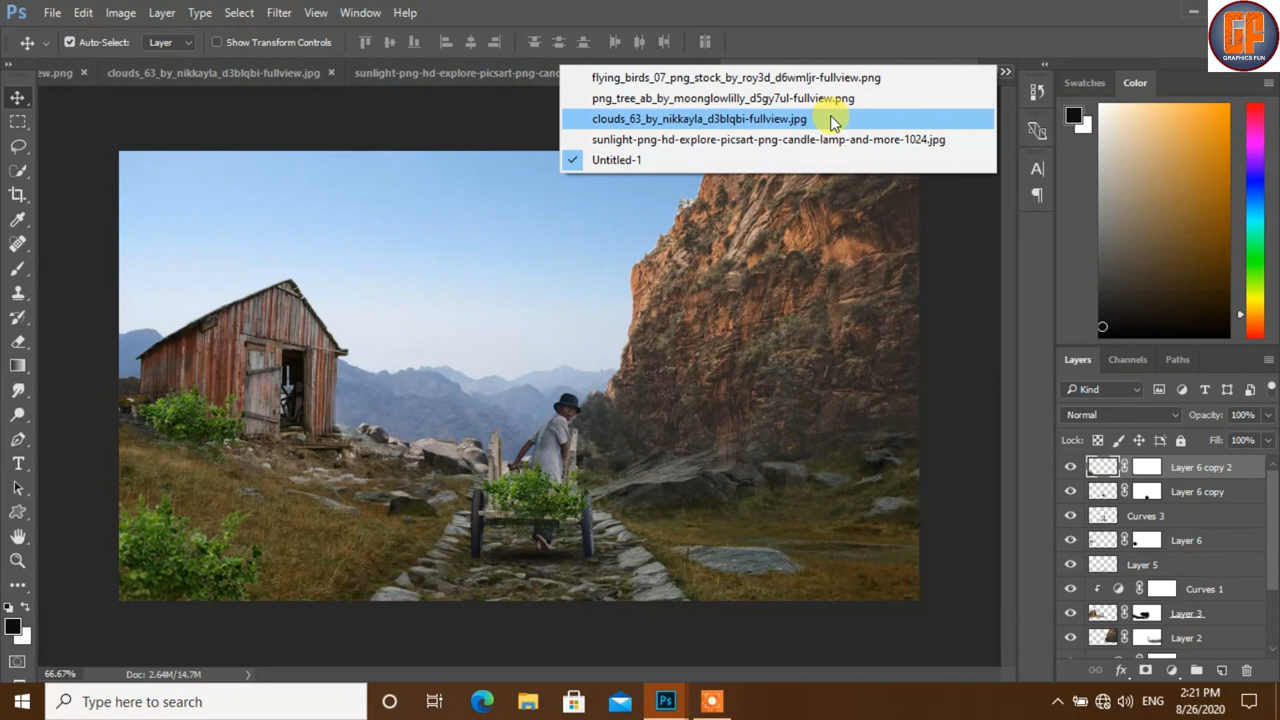 Ps File Edit Image Layer Type Select Filter View Window Help
GF
GRAPHICS FUN
Auto-Select: Layer Show Transform Controls
ew.png × clouds_63_by_nikkayla_d3blqbi-fullview.jpg × sunlight-png-hd-explore-picsart-png-can
flying_birds_07_png_stock_by_roy3d_d6wmljr-fullview.png
png_tree_ab_by_moonglowlilly_d5gy7ul-fullview.png
clouds_63_by_nikkayla_d3blqbi-fullview.jpg
sunlight-png-hd-explore-picsart-png-candle-lamp-and-more-1024.jpg
Untitled-1
Swatches Color
Layers Channels Paths
Kind
Normal Opacity: 100%
Lock: Fill: 100%
Layer 6 copy 2
Layer 6 copy
Curves 3
Layer 6
Layer 5
Curves 1
Layer 3
Layer 2
66.67% Doc: 2.64M/14.7M
Type here to search
Ps
ENG
2:21 PM
8/26/2020